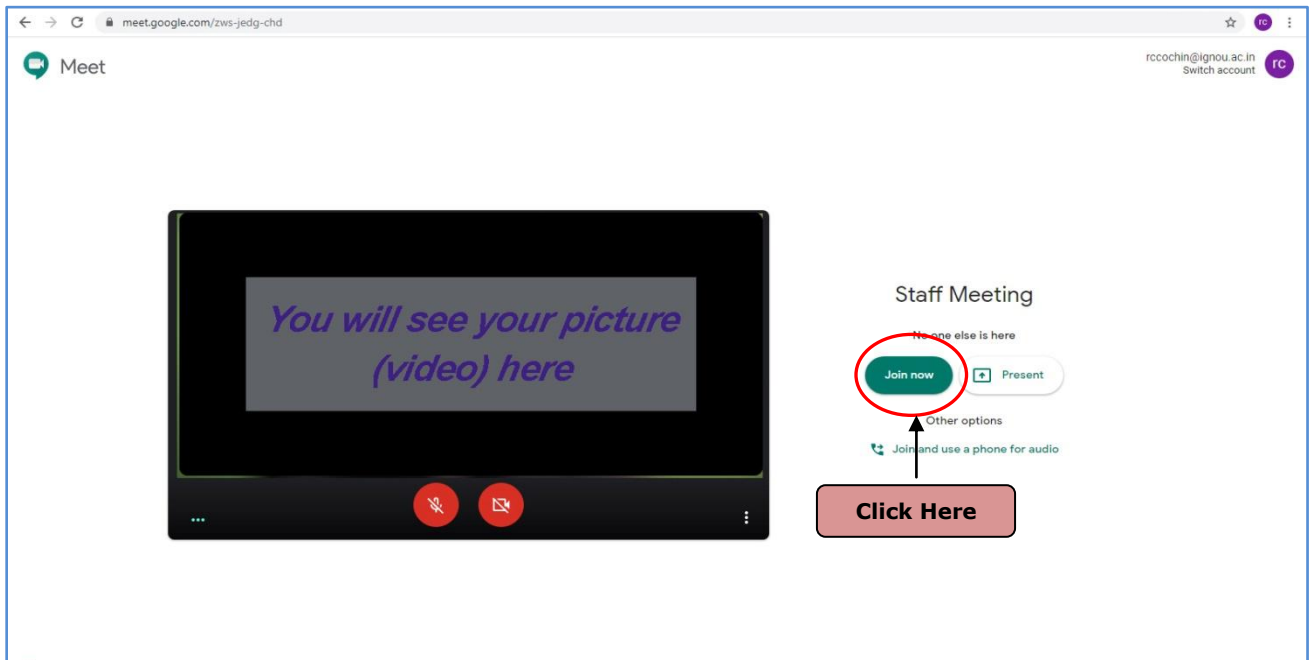 meet.google.com/zws-jedg-chd
rc
Meet
rccochin@ignou.ac.in
Switch account
rc
You will see your picture
(video) here
Staff Meeting
No one else is here
Join now
Present
Other options
Join and use a phone for audio
Click Here